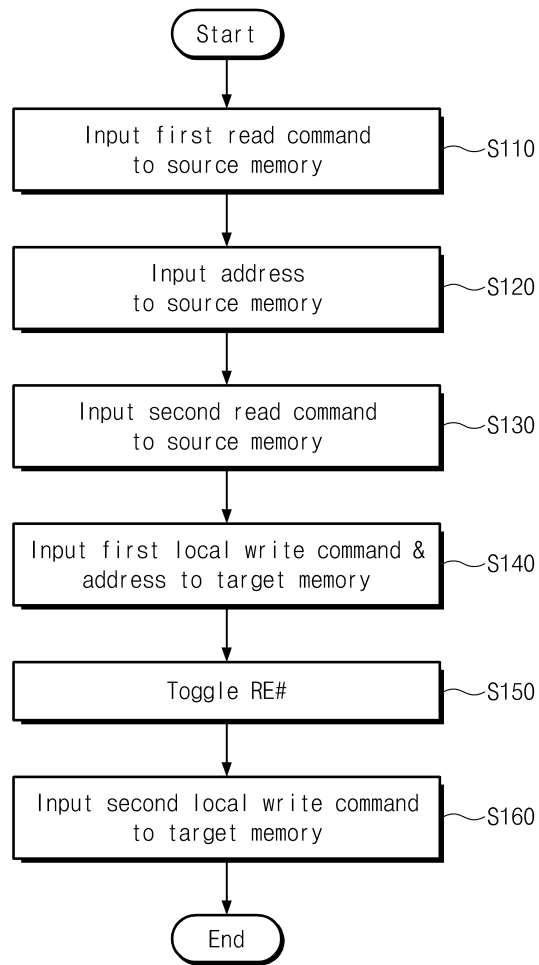 Start
Input first read command
to source memory
S110
Input address
to source memory
S120
Input second read command
to source memory
S130
Input first local write command &
address to target memory
S140
Toggle RE#
S150
Input second local write command
to target memory
S160
End